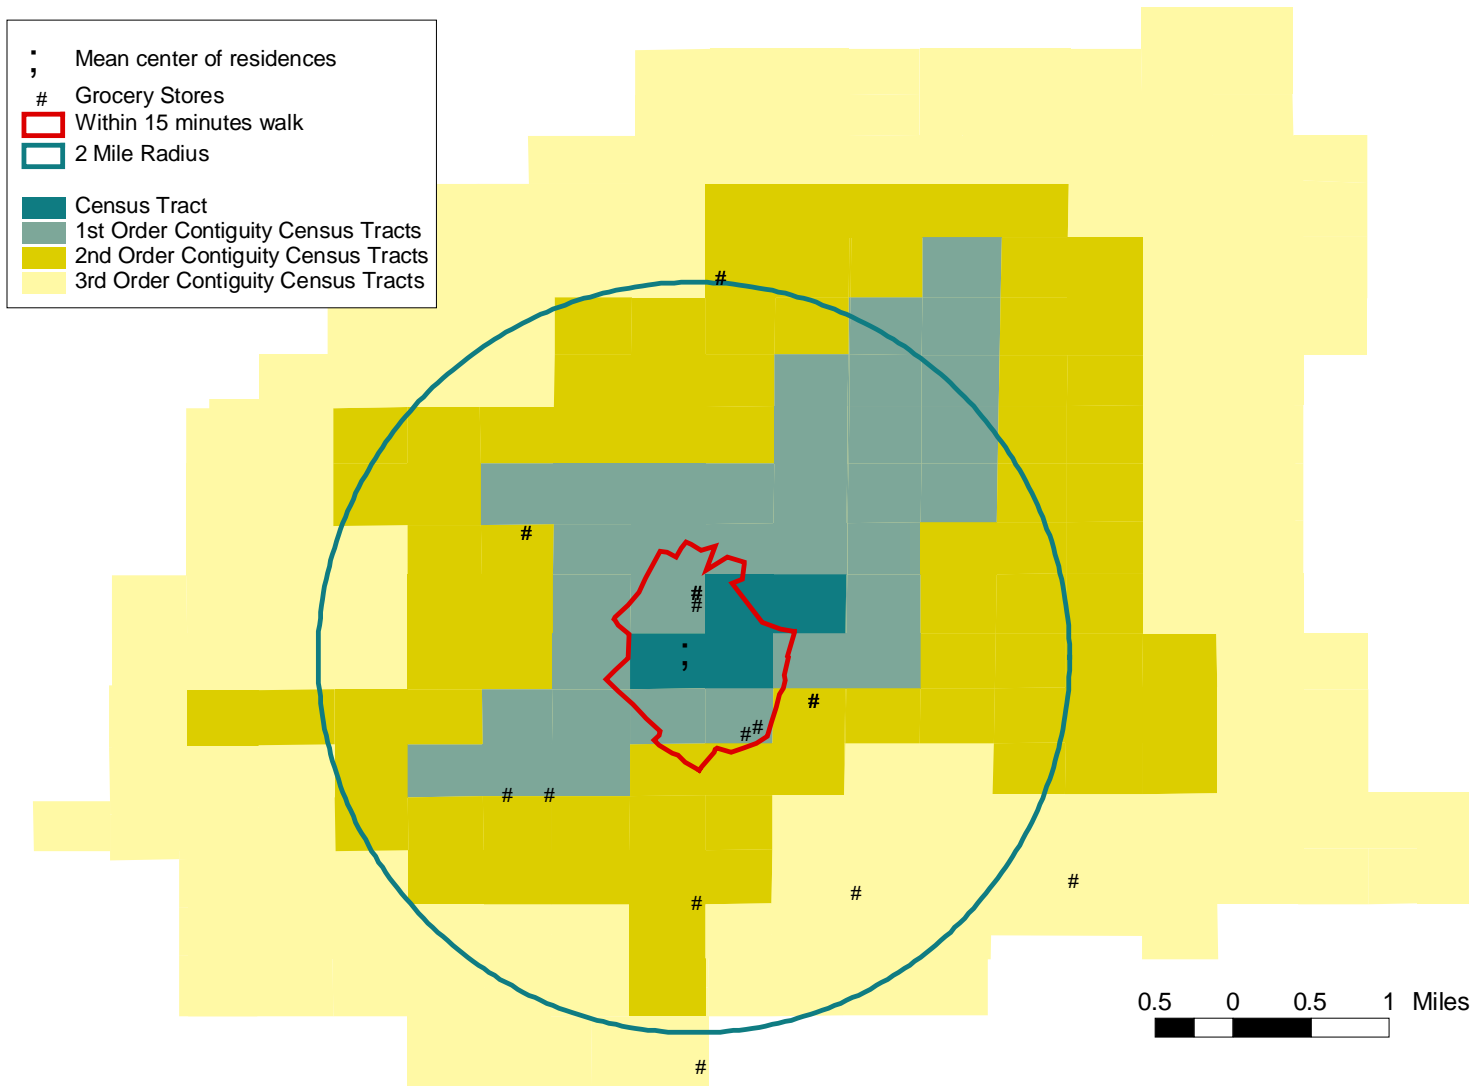 ; Mean center of residences
# Grocery Stores
Within 15 minutes walk
2 Mile Radius
Census Tract
1st Order Contiguity Census Tracts
2nd Order Contiguity Census Tracts
3rd Order Contiguity Census Tracts
#
#
#
#
;
#
# #
# #
#
#
#
0.5 0 0.5 1 Miles
#